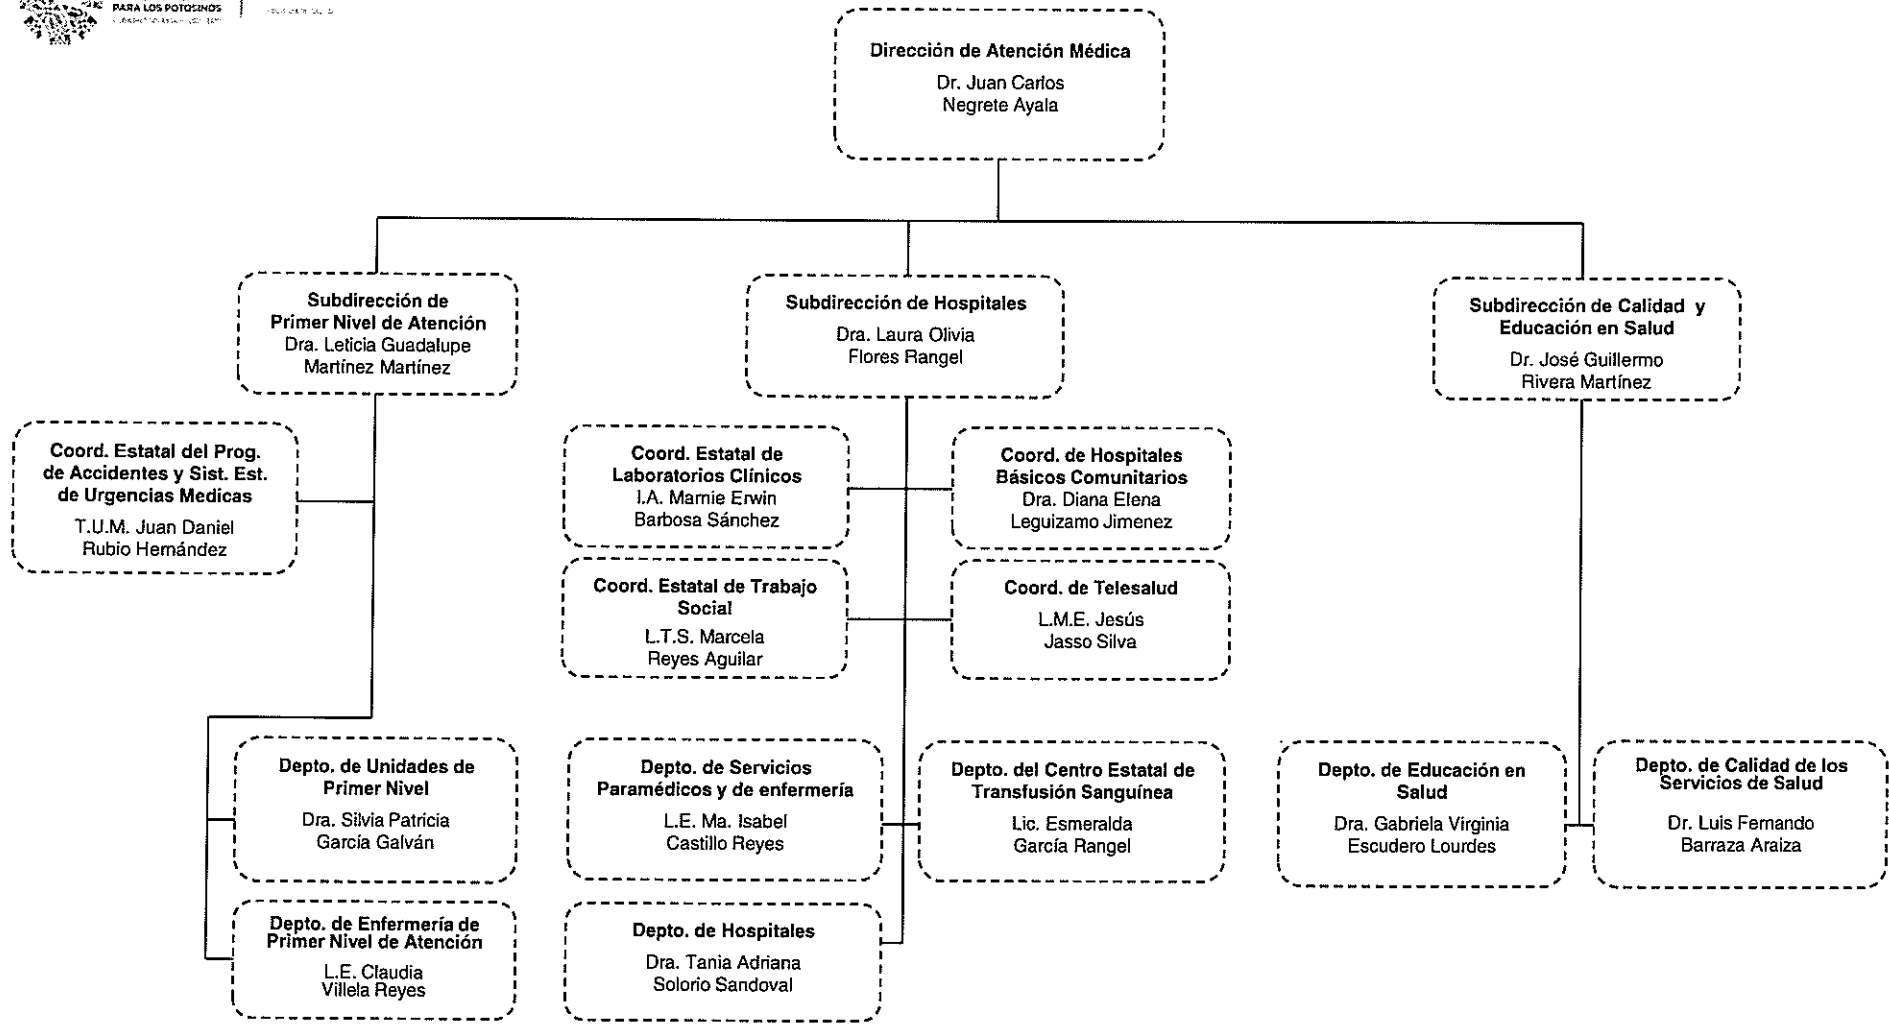 PARA LOS POTOSINOS
Dirección de Atención Médica
Dr. Juan Carlos
Negrete Ayala
Subdirección de
Primer Nivel de Atención
Dra. Leticia Guadalupe
Martínez Martínez
Subdirección de Hospitales
Dra. Laura Olivia
Flores Rangel
Subdirección de Calidad y
Educación en Salud
Dr. José Guillermo
Rivera Martínez
Coord. Estatal del Prog.
de Accidentes y Sist. Est.
de Urgencias Medicas
T.U.M. Juan Daniel
Rubio Hernández
Coord. Estatal de
Laboratorios Clínicos
I.A. Marnie Erwin
Barbosa Sánchez
Coord. de Hospitales
Básicos Comunitarios
Dra. Diana Elena
Leguizamo Jimenez
Coord. Estatal de Trabajo
Social
L.T.S. Marcela
Reyes Aguilar
Coord. de Telesalud
L.M.E. Jesús
Jasso Silva
Depto. de Unidades de
Primer Nivel
Dra. Silvia Patricia
García Galván
Depto. de Servicios
Paramédicos y de enfermería
L.E. Ma. Isabel
Castillo Reyes
Depto. del Centro Estatal de
Transfusión Sanguínea
Lic. Esmeralda
García Rangel
Depto. de Educación en
Salud
Dra. Gabriela Virginia
Escudero Lourdes
Depto. de Calidad de los
Servicios de Salud
Dr. Luis Fernando
Barraza Araiza
Depto. de Enfermería de
Primer Nivel de Atención
L.E. Claudia
Villela Reyes
Depto. de Hospitales
Dra. Tania Adriana
Solorio Sandoval